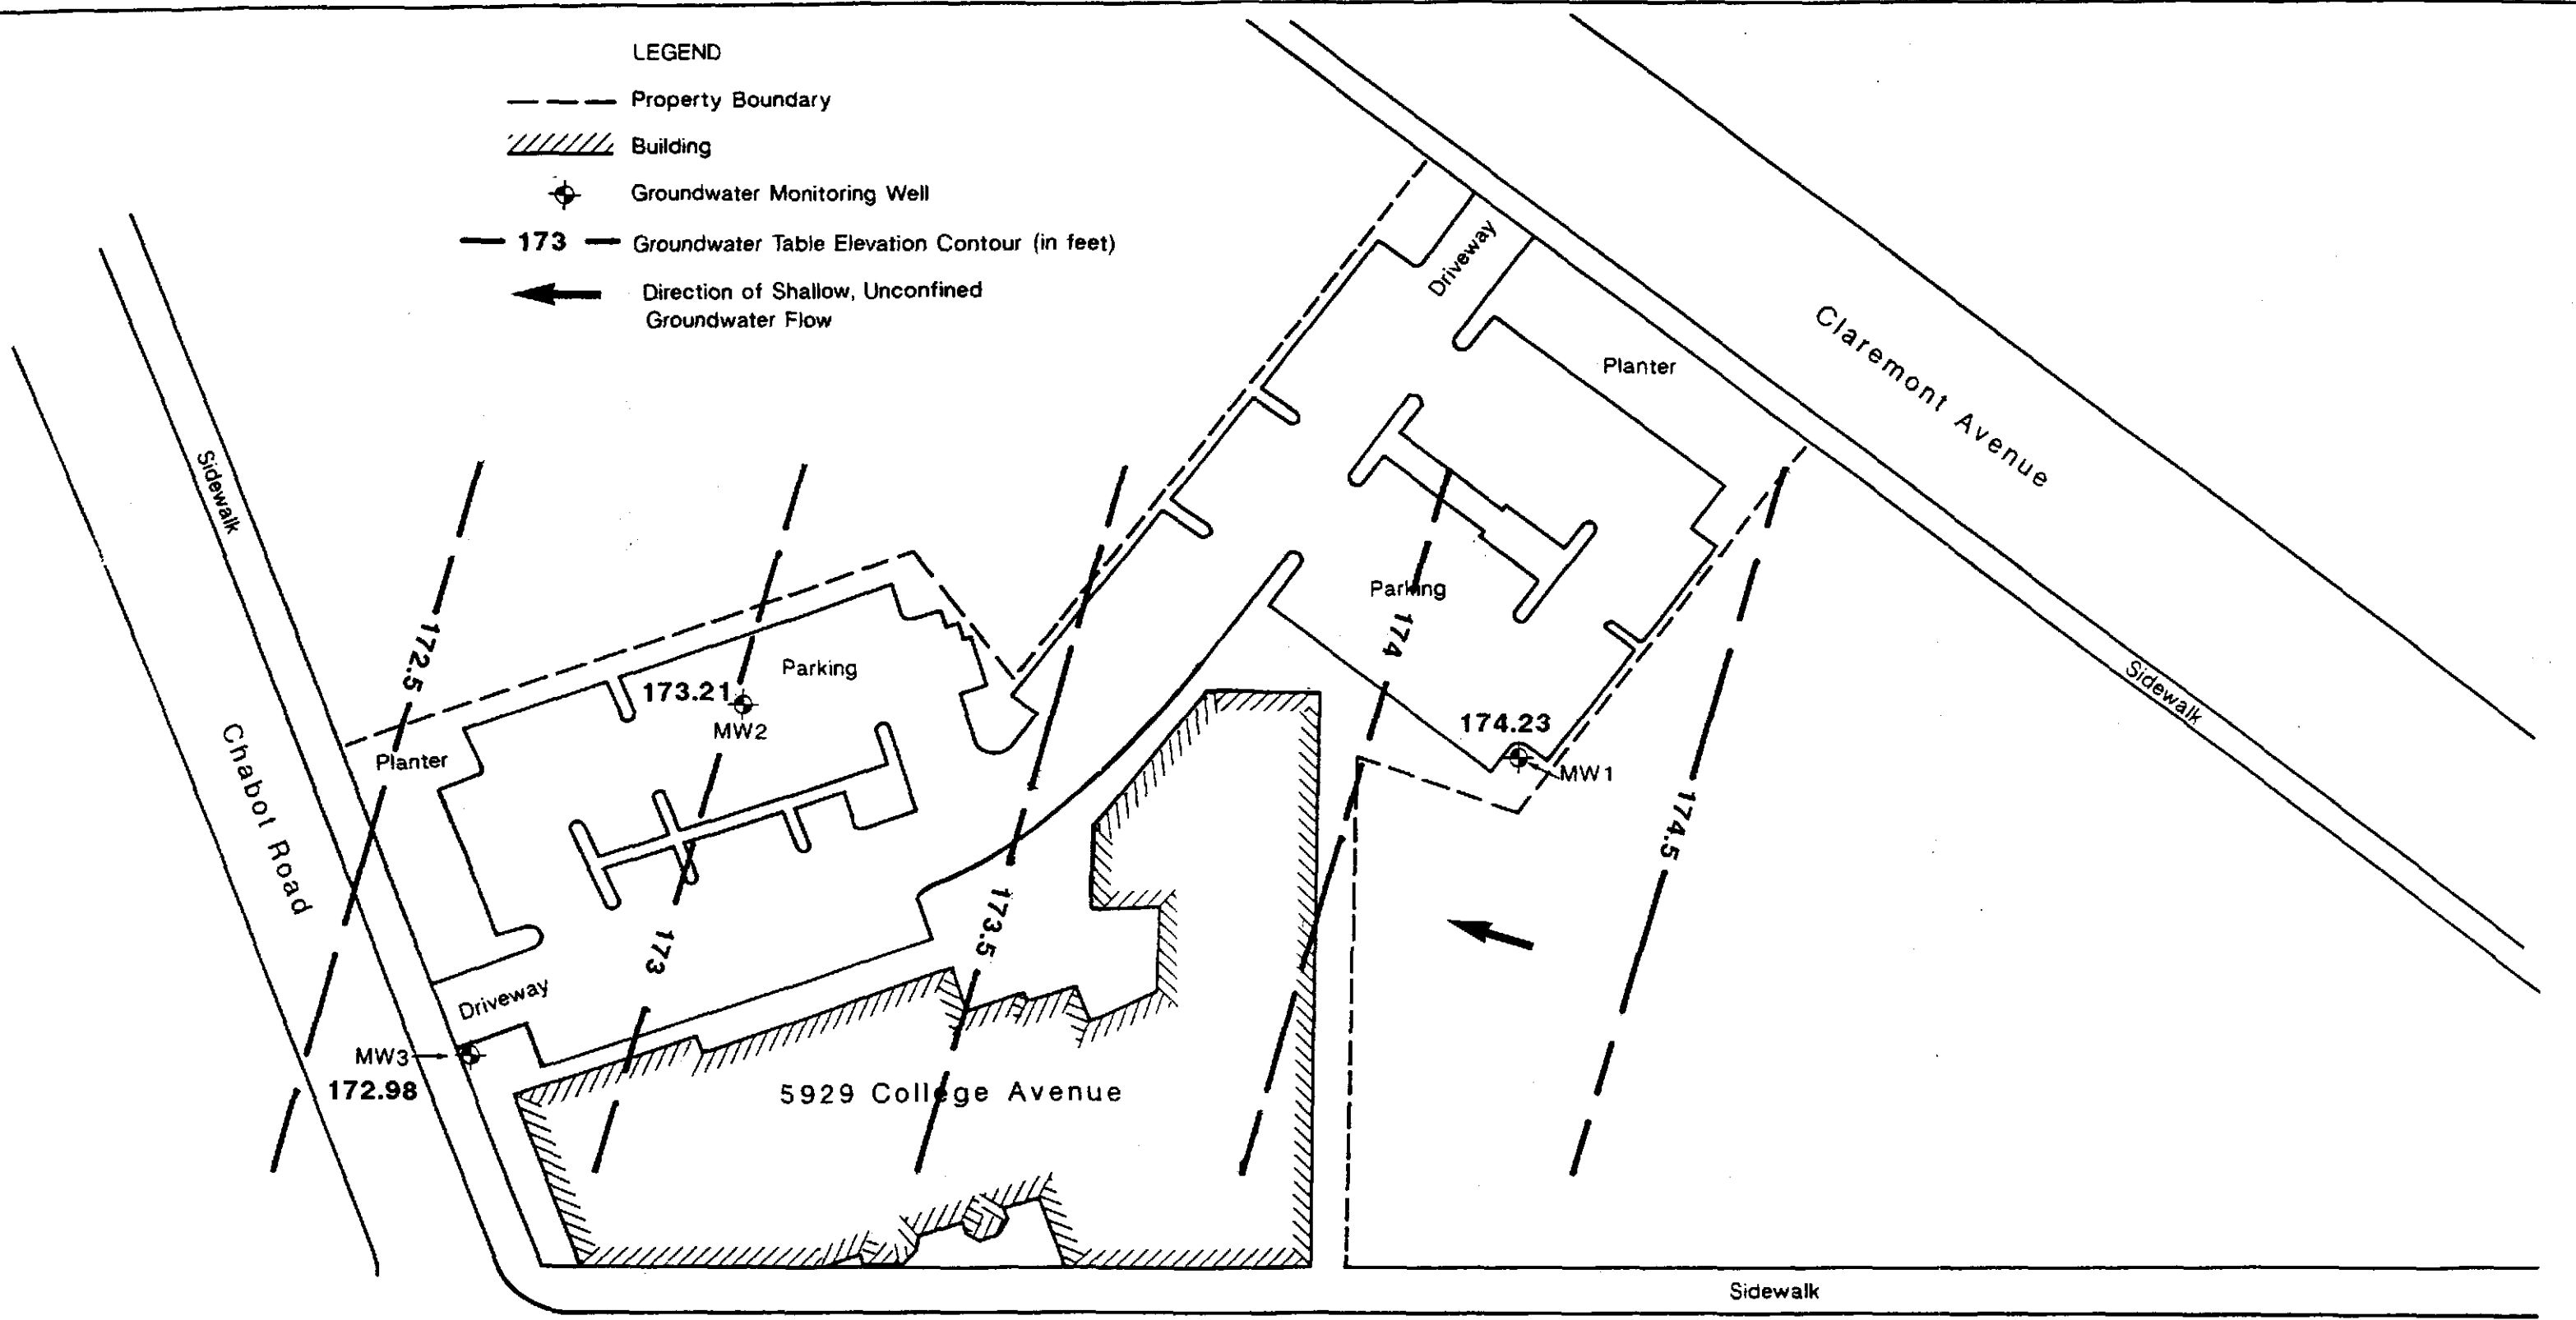 LEGEND
Property Boundary
Building
Groundwater Monitoring Well
173 Groundwater Table Elevation Contour (in feet)
Direction of Shallow, Unconfined
Groundwater Flow
Driveway
Planter
Claremont Avenue
Sidewalk
Sidewalk
Chabot Road
172.5
Planter
173.21
MW2
Parking
Parking
174
174.23
MW1
174.5
173
173.5
Driveway
MW3
172.98
5929 College Avenue
Sidewalk